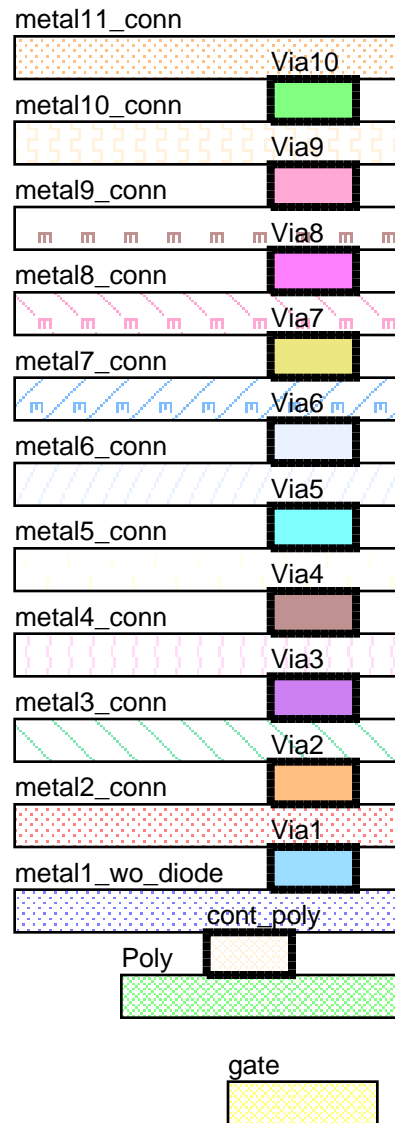 metal11_conn
Via10
metal10_conn
Via9
metal9_conn
Via8
metal8_conn
Via7
metal7_conn
Via6
metal6_conn
Via5
metal5_conn
Via4
metal4_conn
Via3
metal3_conn
Via2
metal2_conn
Via1
metal1_wo_diode
cont_poly
Poly
gate